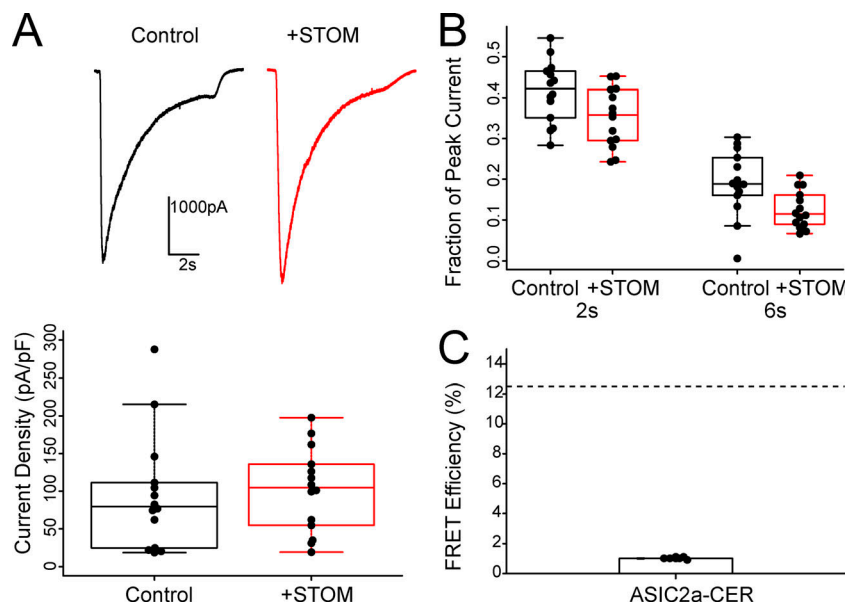 A
Control +STOM
1000pA
2s
B
Fraction of Peak Current
0.5
0.4
0.3
0.2
0.1
0.0
Control +STOM Control +STOM
2s 6s
Current Density (pA/pF)
300
250
200
150
100
50
0
Control +STOM
C
FRET Efficiency (%)
14
12
10
8
6
4
2
0
ASIC2a-CER